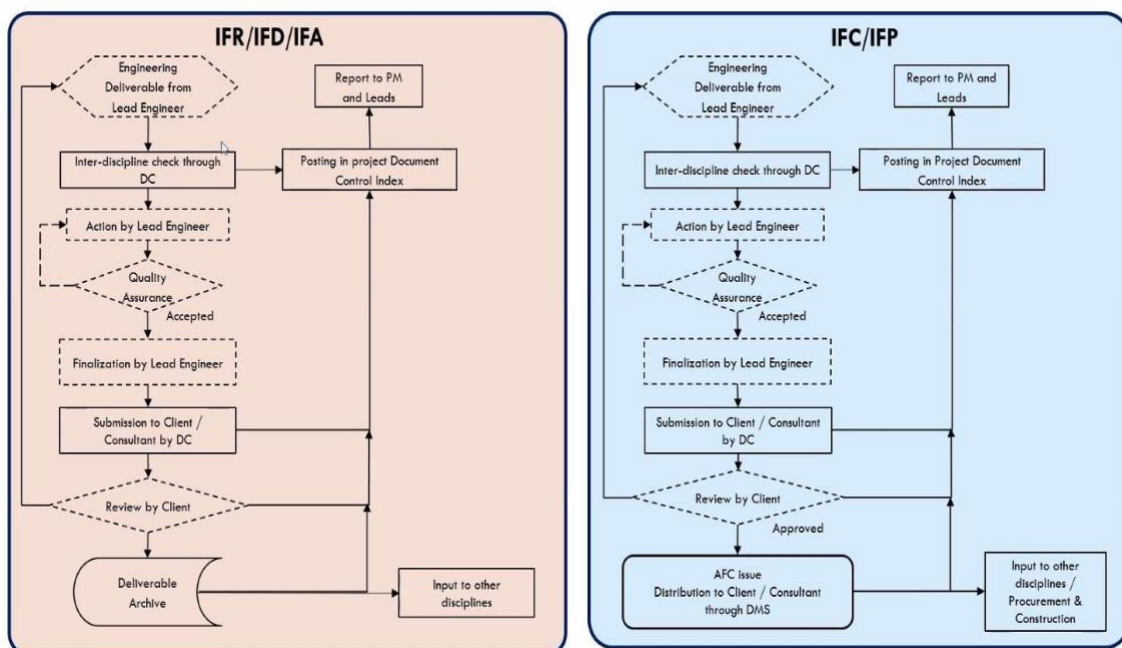 IFR/IFD/IFA
Engineering
Deliverable from
Lead Engineer
Report to PM
and Leads
Inter-discipline check through
DC
Posting in project Document
Control Index
Action by Lead Engineer
Quality
Assurance
Accepted
Finalization by Lead Engineer
Submission to Client /
Consultant by DC
Review by Client
Deliverable
Archive
Input to other
disciplines
IFC/IFP
Engineering
Deliverable from
Lead Engineer
Report to PM and
Leads
Inter-discipline check through DC
Posting in Project Document
Control Index
Action by Lead Engineer
Quality
Assurance
Accepted
Finalization by Lead Engineer
Submission to Client / Consultant
by DC
Review by Client
Approved
AFC issue
Distribution to Client / Consultant
through DMS
Input to other
disciplines /
Procurement &
Construction